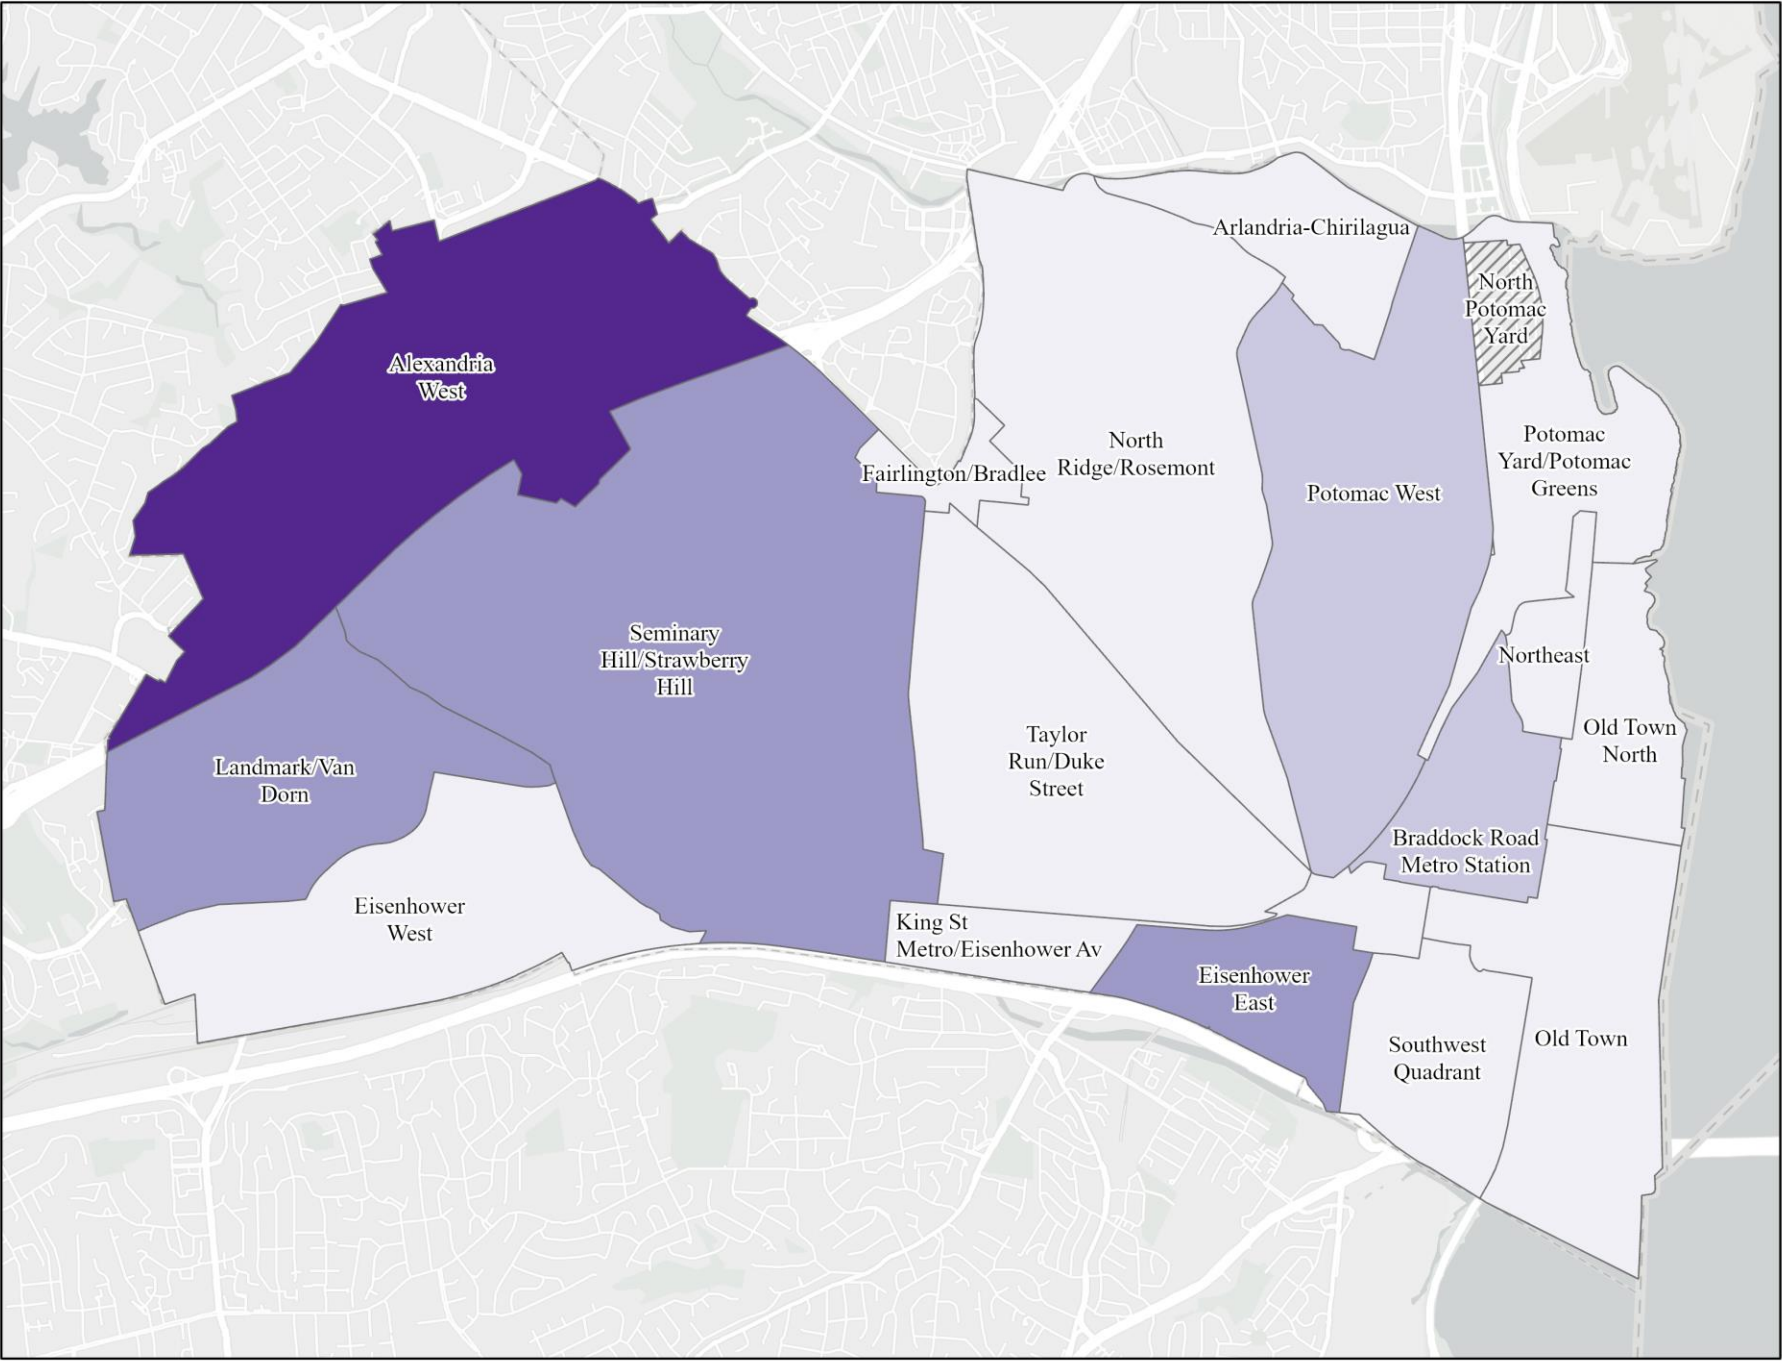 Arlandria-Chirilagua
North
Potomac
Yard
Alexandria
West
Potomac
Yard/Potomac
Greens
North
Ridge/Rosemont
Fairlington/Bradlee
Potomac West
Seminary
Hill/Strawberry
Hill
Northeast
Old Town
North
Taylor
Run/Duke
Street
Landmark/Van
Dorn
Braddock Road
Metro Station
Eisenhower
West
King St
Metro/Eisenhower Av
Eisenhower
East
Southwest
Quadrant
Old Town